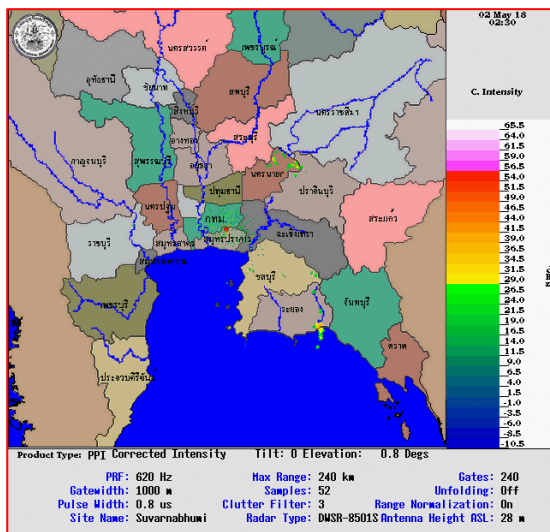 02 May 18
02:30
C. Intensity
นครสวรรค์
เพชรบูรณ์
อุทัยธานี
ชัยนาท
ลพบุรี
นครราชสีมา
สิงห์บุรี
อ่างทอง
สระบุรี
กาญจนบุรี
สุพรรณบุรี
อยุธยา
นครนายก
ปราจีนบุรี
ปทุมธานี
นครปฐม
กทม
สระแก้ว
ฉะเชิงเทรา
ราชบุรี
สมุทรสาคร
สมุทรปราการ
ชลบุรี
จันทบุรี
เพชรบุรี
ระยอง
ตราด
65.5
64.0
61.5
59.0
56.5
54.0
51.5
49.0
46.5
44.0
41.5
39.0
36.5
34.0
31.5
29.0
26.5
24.0
21.5
19.0
16.5
14.0
11.5
9.0
6.5
4.0
1.5
-1.0
-3.5
-6.0
-8.5
-10.5
Product Type: PPI Corrected Intensity Tilt: 0 Elevation: 0.8 Degs
PRF: 620 Hz Max Range: 240 km Gates: 240
Gatewidth: 1000 m Samples: 52 Unfolding: Off
Pulse Width: 0.8 us Clutter Filter: 3 Range Normalization: On
Site Name: Suvarnabhumi Radar Type: DWSR-8501S Antenna Height ASL: 28 m